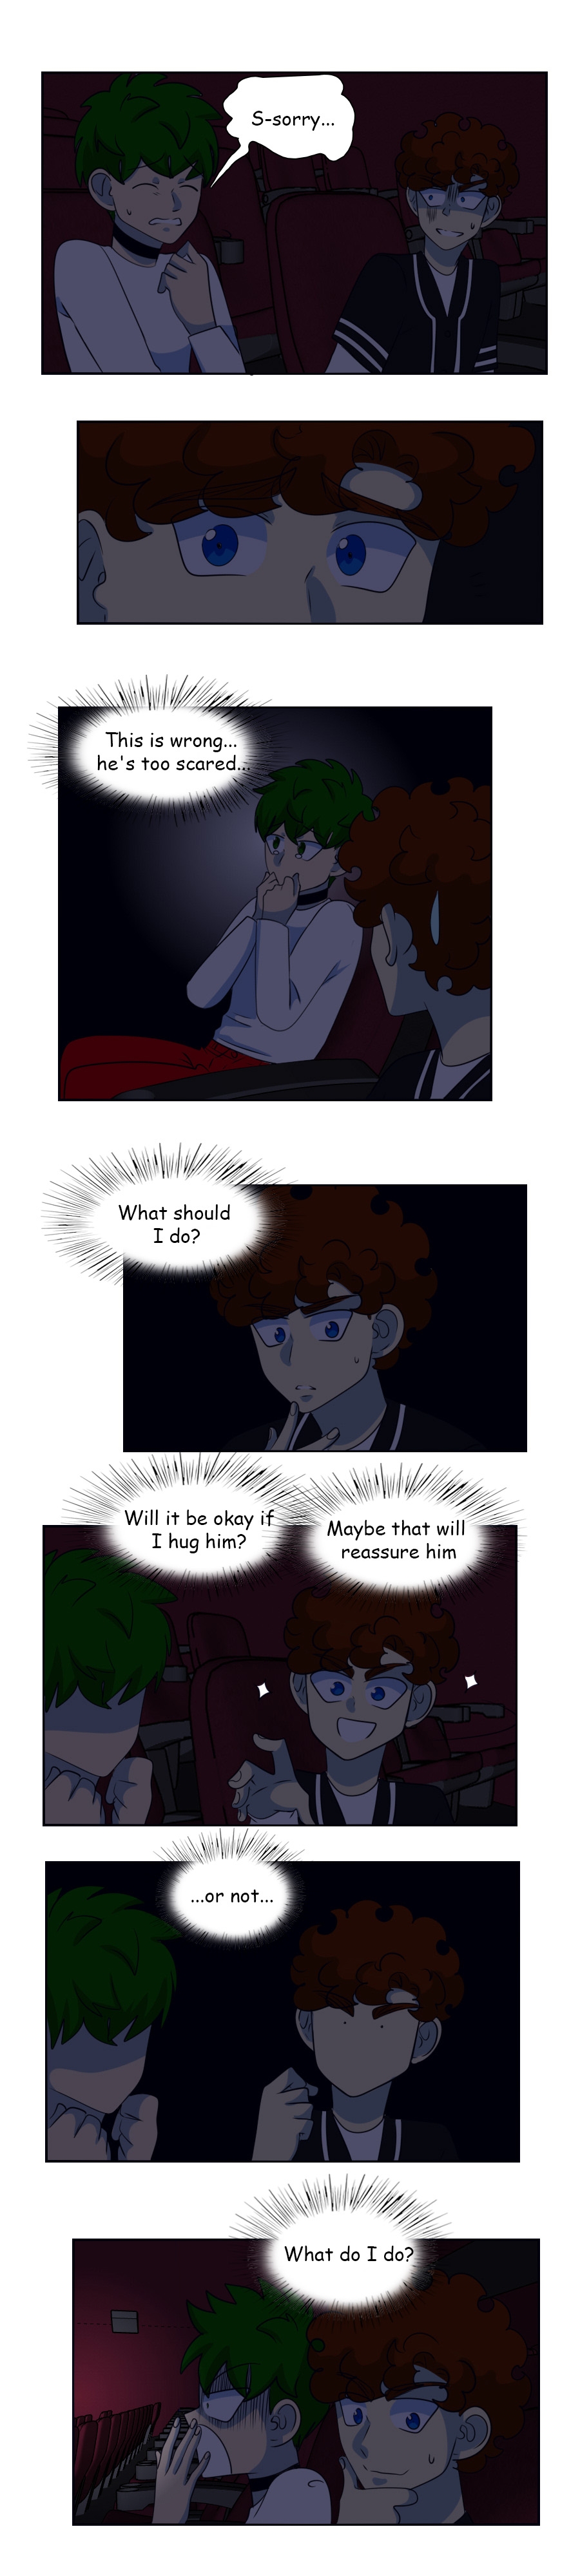 S-sorry...
This is wrong...
he's too scared...
What should
I do?
Will it be okay if
I hug him?
Maybe that will
reassure him
...or not...
What do I do?